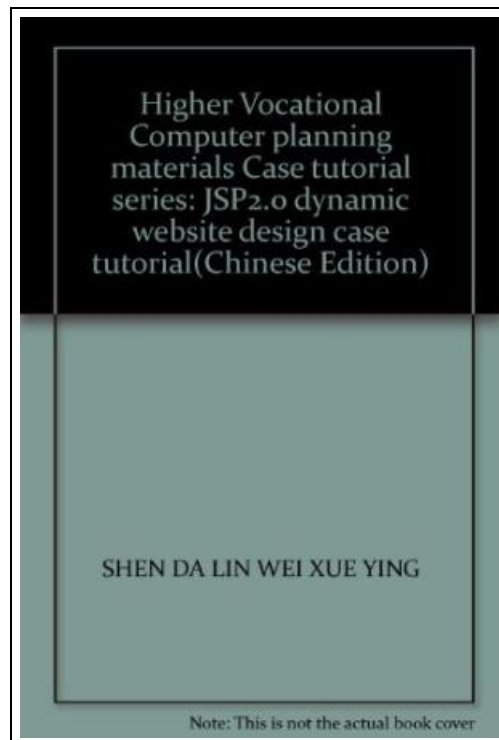 Higher Vocational
Computer planning
materials Case tutorial
series: JSP2.0 dynamic
website design case
tutorial(Chinese Edition)
SHEN DA LIN WEI XUE YING
Note: This is not the actual book cover